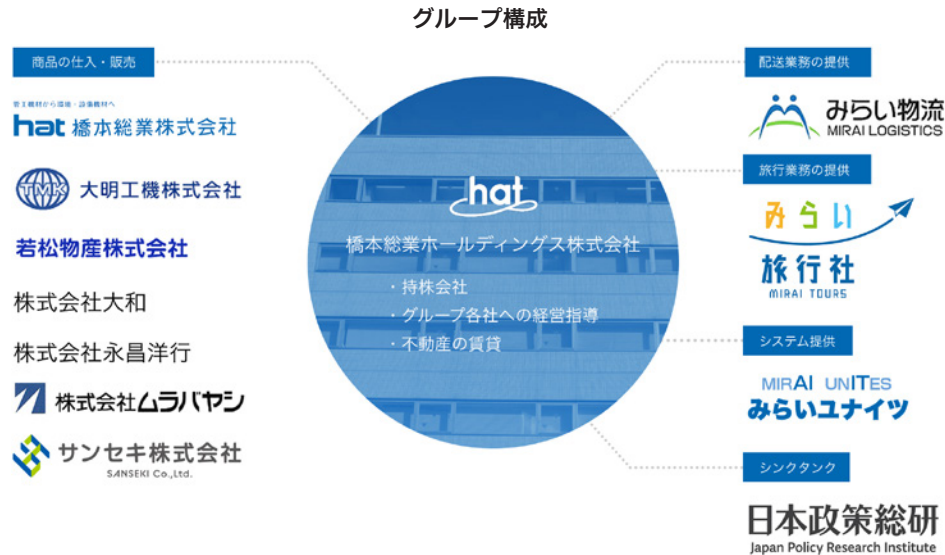 グループ構成
商品の仕入・販売
管工機材から環境・設備機材へ
hat 橋本総業株式会社
TMK 大明工機株式会社
若松物産株式会社
株式会社大和
株式会社永昌洋行
株式会社ムラバヤシ
サンセキ株式会社
SANSEKI Co.,Ltd.
hat
橋本総業ホールディングス株式会社
・持株会社
・グループ各社への経営指導
・不動産の賃貸
配送業務の提供
みらい物流
MIRAI LOGISTICS
旅行業務の提供
みらい
旅行社
MIRAI TOURS
システム提供
MIRAI UNITES
みらいユナイツ
シンクタンク
日本政策総研
Japan Policy Research Institute